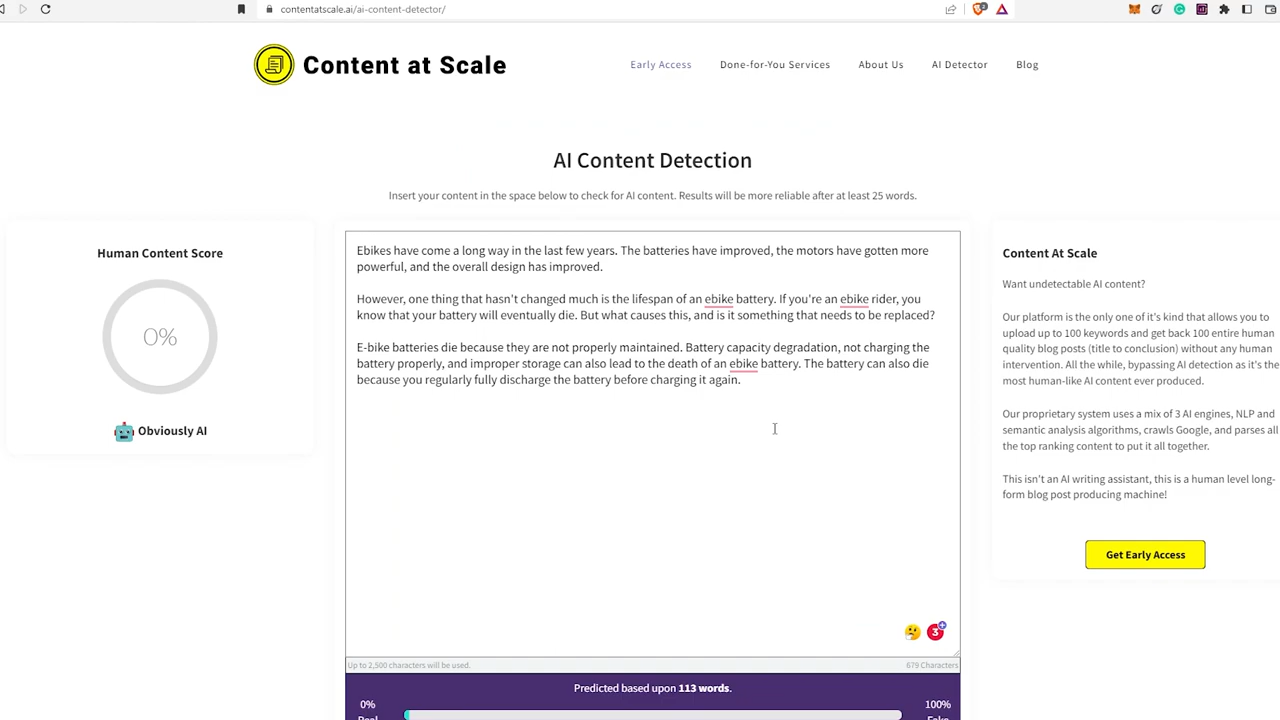 contentatscale.ai/ai-content-detector/
2
Content at Scale
Early Access
Done-for-You Services
About Us
AI Detector
Blog
AI Content Detection
Insert your content in the space below to check for AI content. Results will be more reliable after at least 25 words.
Human Content Score
0%
Obviously AI
Ebikes have come a long way in the last few years. The batteries have improved, the motors have gotten more
powerful, and the overall design has improved.
However, one thing that hasn't changed much is the lifespan of an ebike battery. If you're an ebike rider, you
know that your battery will eventually die. But what causes this, and is it something that needs to be replaced?
E-bike batteries die because they are not properly maintained. Battery capacity degradation, not charging the
battery properly, and improper storage can also lead to the death of an ebike battery. The battery can also die
because you regularly fully discharge the battery before charging it again.
3
Up to 2,500 characters will be used.
679 Characters
Predicted based upon 113 words.
0%
100%
Real
Fake
Content At Scale
Want undetectable AI content?
Our platform is the only one of it's kind that allows you to
upload up to 100 keywords and get back 100 entire human
quality blog posts (title to conclusion) without any human
intervention. All the while, bypassing AI detection as it's the
most human-like AI content ever produced.
Our proprietary system uses a mix of 3 AI engines, NLP and
semantic analysis algorithms, crawls Google, and parses all
the top ranking content to put it all together.
This isn't an AI writing assistant, this is a human level long-
form blog post producing machine!
Get Early Access